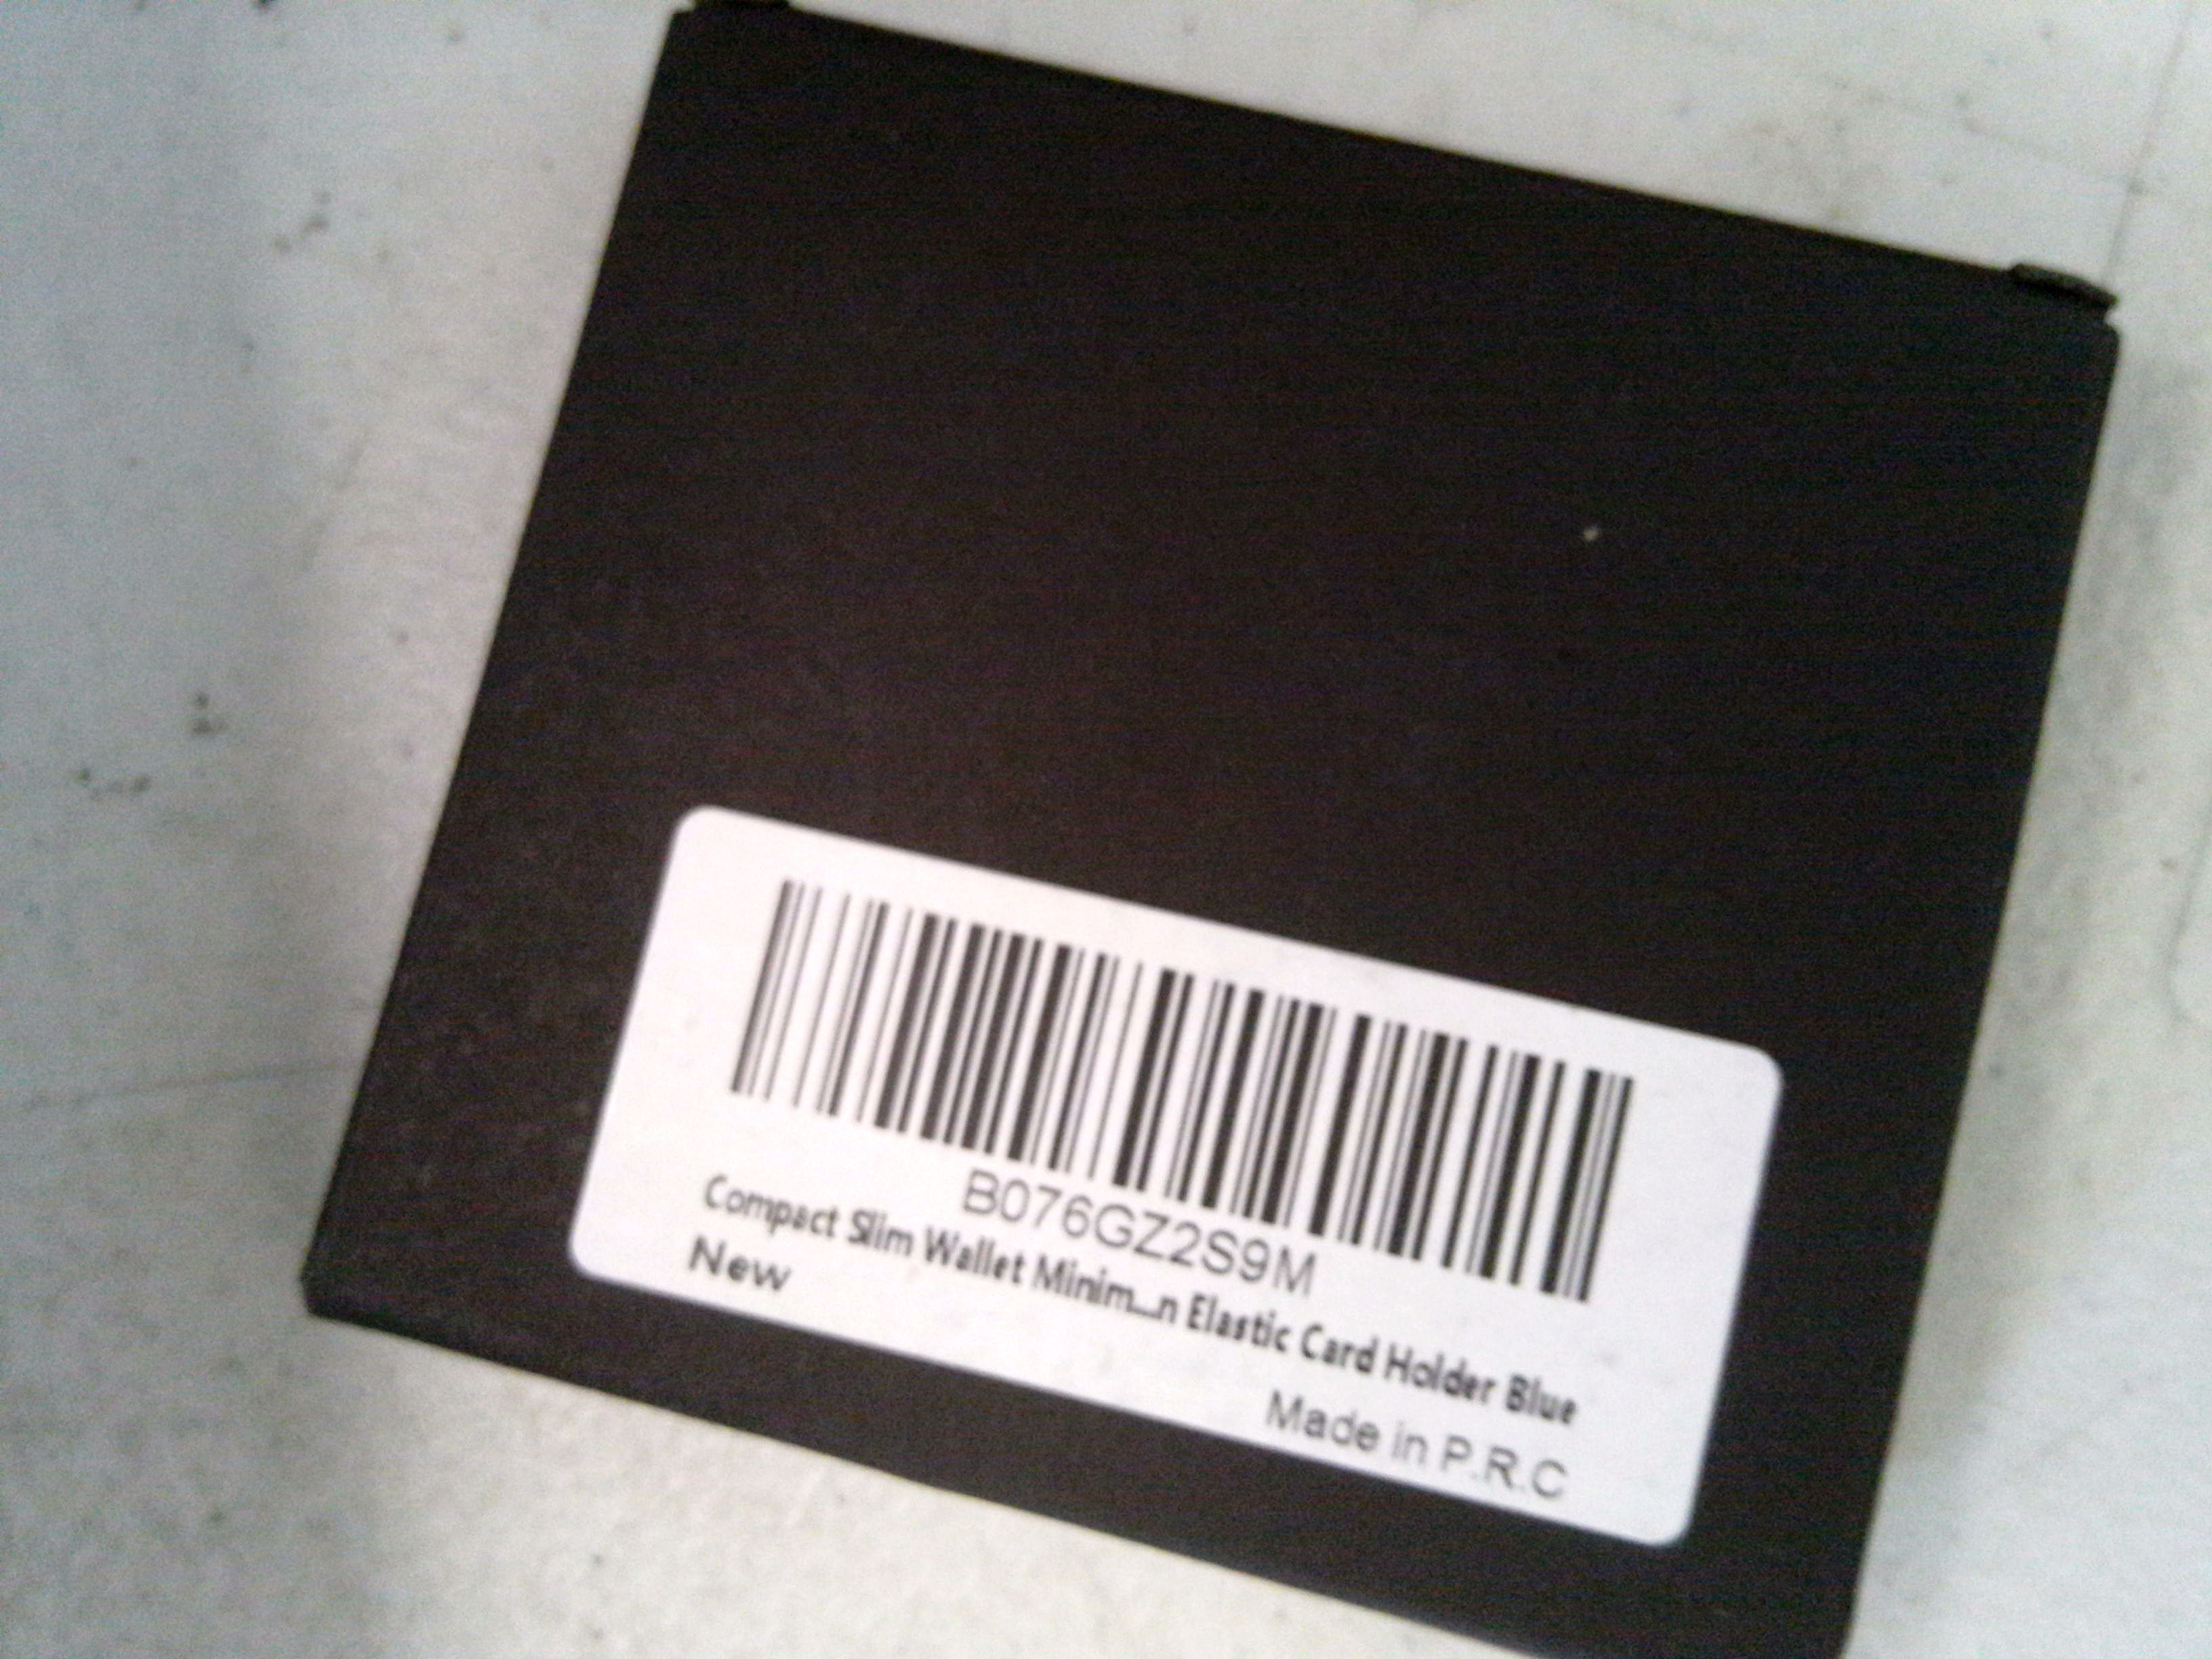 B076GZ2S9M
Compact Slim Wallet Minim...n Elastic Card Holder Blue
New
Made in P.R.C